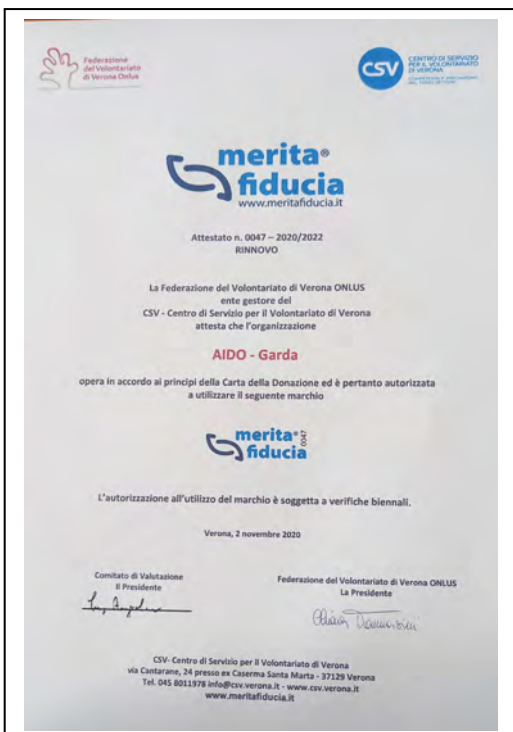 Federazione
del Volontariato
di Verona Onlus
CSV
CENTRO DI SERVIZIO
PER IL VOLONTARIATO
DI VERONA
merita®
fiducia
www.meritafiducia.it
Attestato n. 0047 – 2020/2022
RINNOVO
La Federazione del Volontariato di Verona ONLUS
ente gestore del
CSV - Centro di Servizio per il Volontariato di Verona
attesta che l'organizzazione
AIDO - Garda
opera in accordo ai principi della Carta della Donazione ed è pertanto autorizzata
a utilizzare il seguente marchio
merita®
fiducia
0047
L'autorizzazione all'utilizzo del marchio è soggetta a verifiche biennali.
Verona, 2 novembre 2020
Comitato di Valutazione
Il Presidente
Federazione del Volontariato di Verona ONLUS
La Presidente
CSV- Centro di Servizio per il Volontariato di Verona
via Cantarane, 24 presso ex Caserma Santa Marta - 37129 Verona
Tel. 045 8011978 info@csv.verona.it - www.csv.verona.it
www.meritafiducia.it